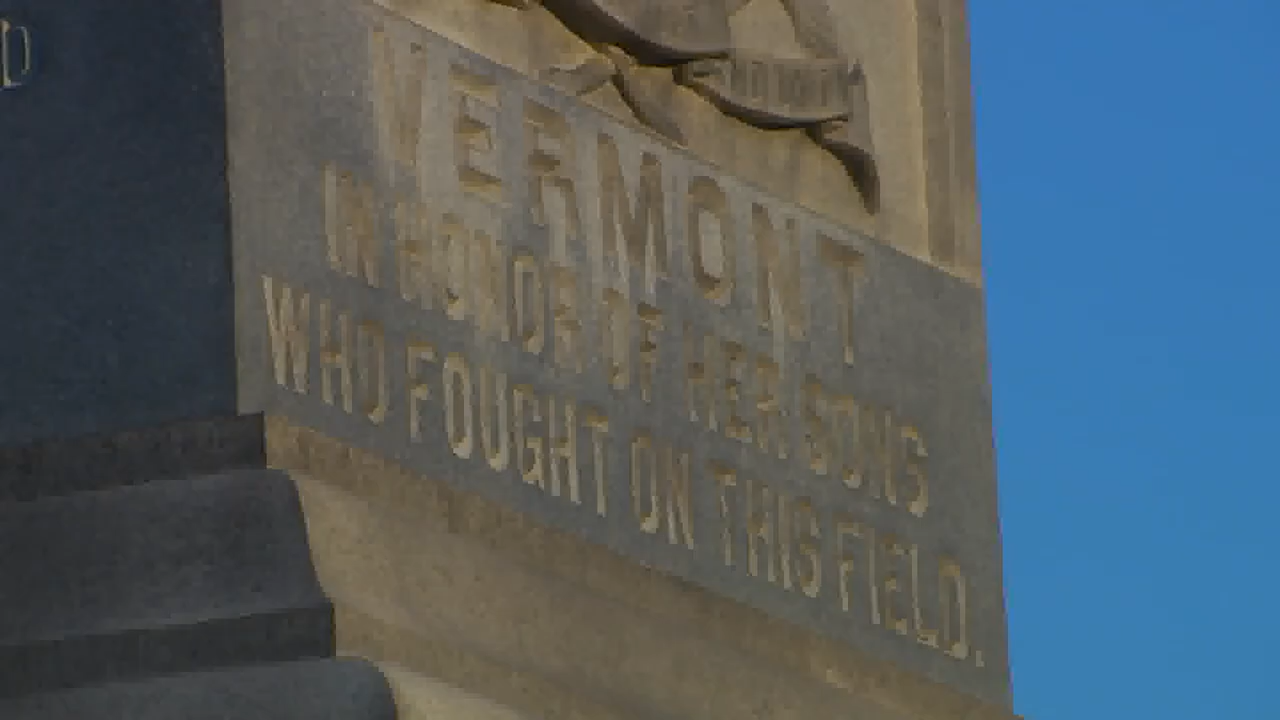 D
VERMONT
IN HONOR OF HER SONS
WHO FOUGHT ON THIS FIELD.